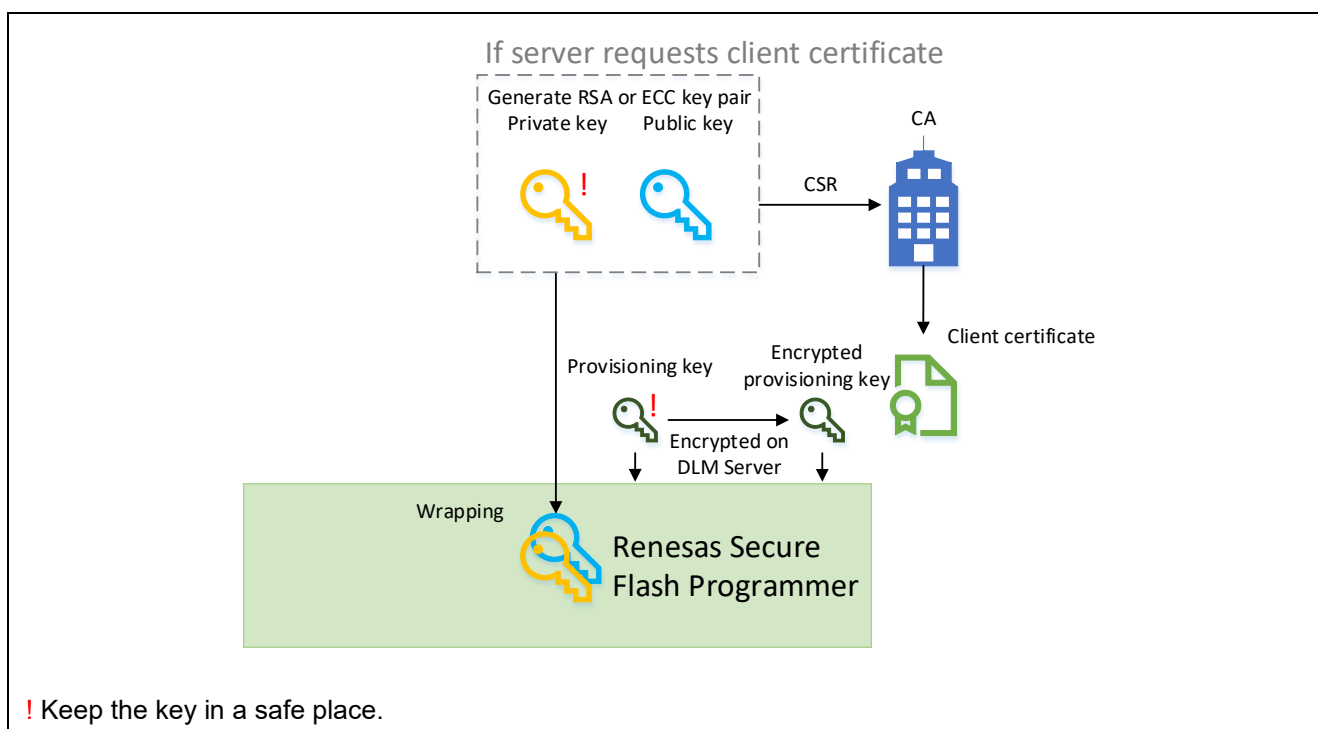 If server requests client certificate
Generate RSA or ECC key pair
Private key
Public key
CA
!
CSR
Client certificate
Provisioning key
Encrypted
provisioning key
!
Encrypted on
DLM Server
Wrapping
Renesas Secure
Flash Programmer
! Keep the key in a safe place.